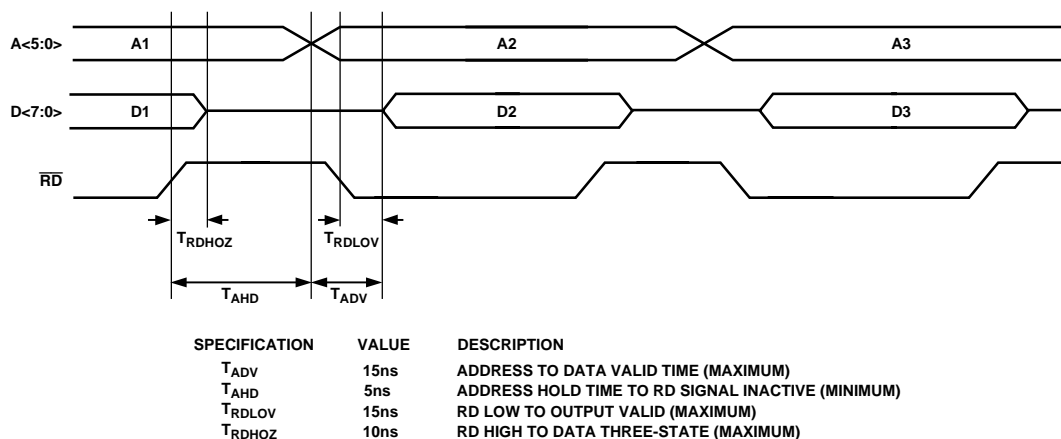 A<5:0> A1 A2 A3
D<7:0> D1 D2 D3
RD
TRDHOZ TRDLOV
TAHD TADV
SPECIFICATION VALUE DESCRIPTION
TADV 15ns ADDRESS TO DATA VALID TIME (MAXIMUM)
TAHD 5ns ADDRESS HOLD TIME TO RD SIGNAL INACTIVE (MINIMUM)
TRDLOV 15ns RD LOW TO OUTPUT VALID (MAXIMUM)
TRDHOZ 10ns RD HIGH TO DATA THREE-STATE (MAXIMUM)